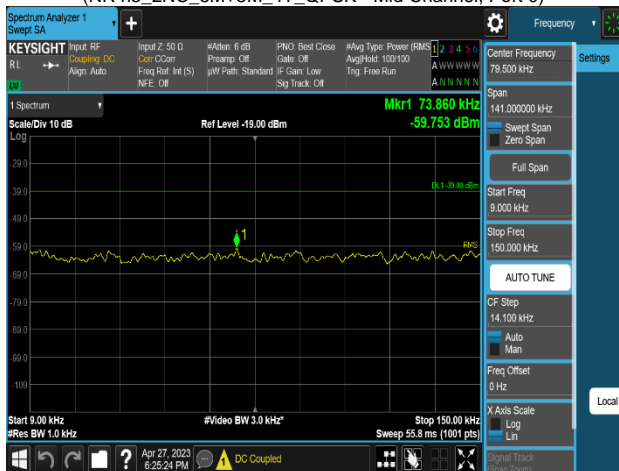 Spectrum Analyzer 1
Swept SA
+
Frequency
KEYSIGHT
RL
Input: RF
Coupling: DC
Align: Auto
Input Z: 50 Ω
Corr CCorr
Freq Ref: Int (S)
NFE: Off
#Atten: 6 dB
Preamp: Off
µW Path: Standard
PNO: Best Close
Gate: Off
IF Gain: Low
Sig Track: Off
#Avg Type: Power (RMS
Avg|Hold: 100/100
Trig: Free Run
1 2 3 4 5 6
A W W W W W
A N N N N N
1 Spectrum
Scale/Div 10 dB
Log
Ref Level -19.00 dBm
Mkr1 73.860 kHz
-59.753 dBm
DL1 -39.00 dBm
1
RMS
-29.0
-39.0
-49.0
-59.0
-69.0
-79.0
-89.0
-99.0
-109
Start 9.00 kHz
#Res BW 1.0 kHz
#Video BW 3.0 kHz*
Stop 150.00 kHz
Sweep 55.8 ms (1001 pts)
?
Apr 27, 2023
6:25:24 PM
DC Coupled
Center Frequency
79.500 kHz
Settings
Span
141.000000 kHz
Swept Span
Zero Span
Full Span
Start Freq
9.000 kHz
Stop Freq
150.000 kHz
AUTO TUNE
CF Step
14.100 kHz
Auto
Man
Freq Offset
0 Hz
X Axis Scale
Log
Lin
Local
Signal Track
(Span Zoom)